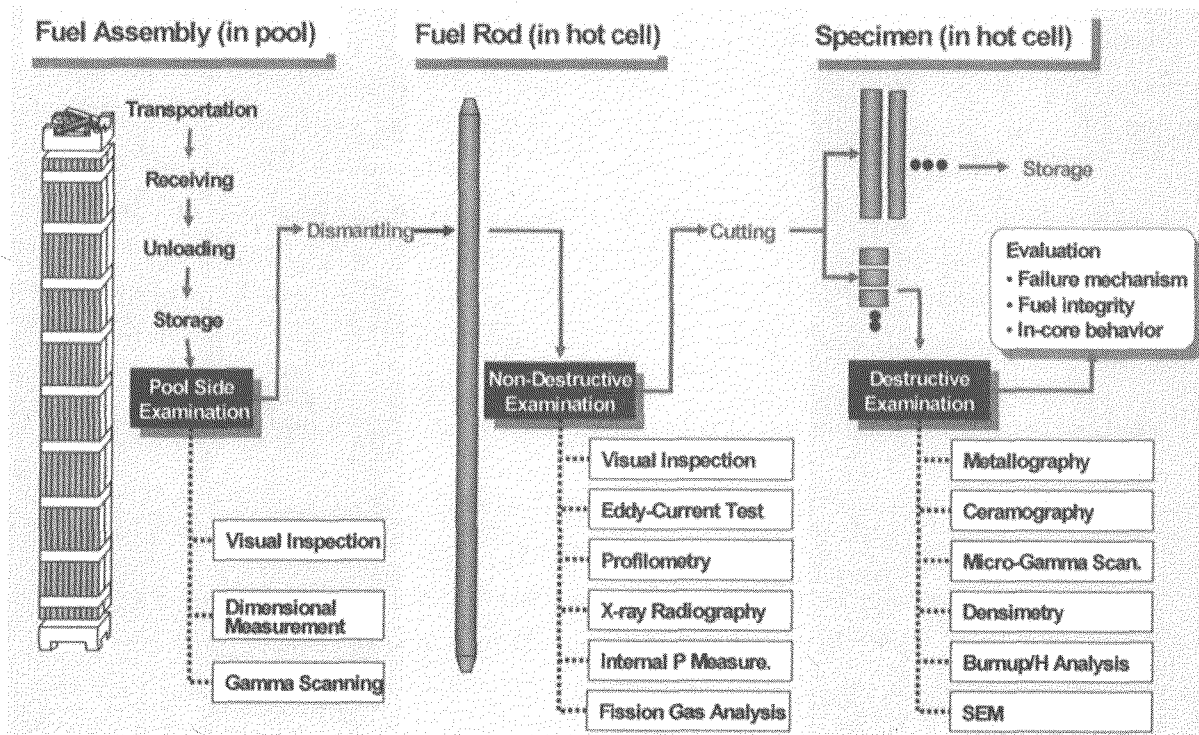 Fuel Assembly (in pool)
Transportation
Receiving
Unloading
Storage
Pool Side
Examination
Visual Inspection
Dimensional
Measurement
Gamma Scanning
Fuel Rod (in hot cell)
Dismantling
Non-Destructive
Examination
Visual Inspection
Eddy-Current Test
Profilometry
X-ray Radiography
Internal P Measure.
Fission Gas Analysis
Specimen (in hot cell)
Cutting
Storage
Evaluation
• Failure mechanism
• Fuel integrity
• In-core behavior
Destructive
Examination
Metallography
Ceramography
Micro-Gamma Scan.
Densimetry
Burnup/H Analysis
SEM